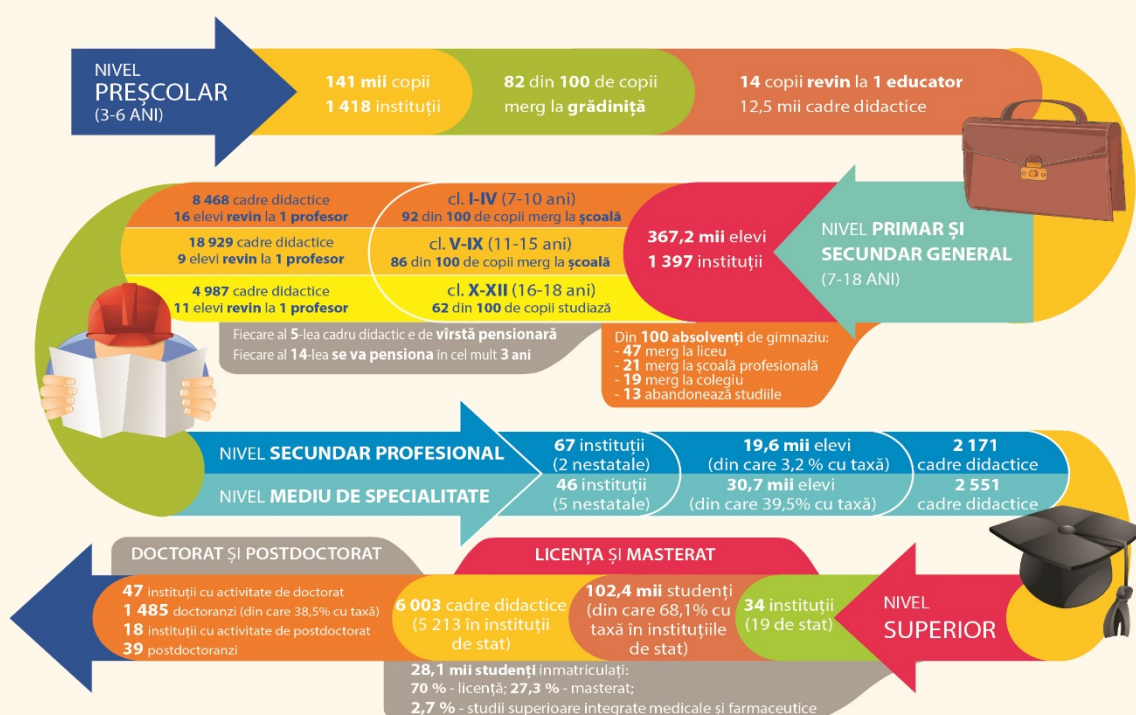 NIVEL
PREȘCOLAR
(3-6 ANI)
141 mii copii
1 418 instituții
82 din 100 de copii
merg la grădiniță
14 copii revin la 1 educator
12,5 mii cadre didactice
NIVEL PRIMAR ȘI
SECUNDAR GENERAL
(7-18 ANI)
367,2 mii elevi
1 397 instituții
cl. I-IV (7-10 ani)
92 din 100 de copii merg la școală
8 468 cadre didactice
16 elevi revin la 1 profesor
cl. V-IX (11-15 ani)
86 din 100 de copii merg la școală
18 929 cadre didactice
9 elevi revin la 1 profesor
cl. X-XII (16-18 ani)
62 din 100 de copii studiază
4 987 cadre didactice
11 elevi revin la 1 profesor
Fiecare al 5-lea cadru didactic e de vîrstă pensionară
Fiecare al 14-lea se va pensiona în cel mult 3 ani
Din 100 absolvenți de gimnaziu:
- 47 merg la liceu
- 21 merg la școală profesională
- 19 merg la colegiu
- 13 abandonează studiile
NIVEL SECUNDAR PROFESIONAL
67 instituții
(2 nestatale)
19,6 mii elevi
(din care 3,2 % cu taxă)
2 171
cadre didactice
NIVEL MEDIU DE SPECIALITATE
46 instituții
(5 nestatale)
30,7 mii elevi
(din care 39,5% cu taxă)
2 551
cadre didactice
NIVEL
SUPERIOR
LICENȚA ȘI MASTERAT
34 instituții
(19 de stat)
102,4 mii studenți
(din care 68,1% cu
taxă în instituțiile
de stat)
6 003 cadre didactice
(5 213 în instituții
de stat)
28,1 mii studenți inmatriculați:
70 % - licență; 27,3 % - masterat;
2,7 % - studii superioare integrate medicale și farmaceutice
DOCTORAT ȘI POSTDOCTORAT
47 instituții cu activitate de doctorat
1 485 doctoranzi (din care 38,5% cu taxă)
18 instituții cu activitate de postdoctorat
39 postdoctoranzi